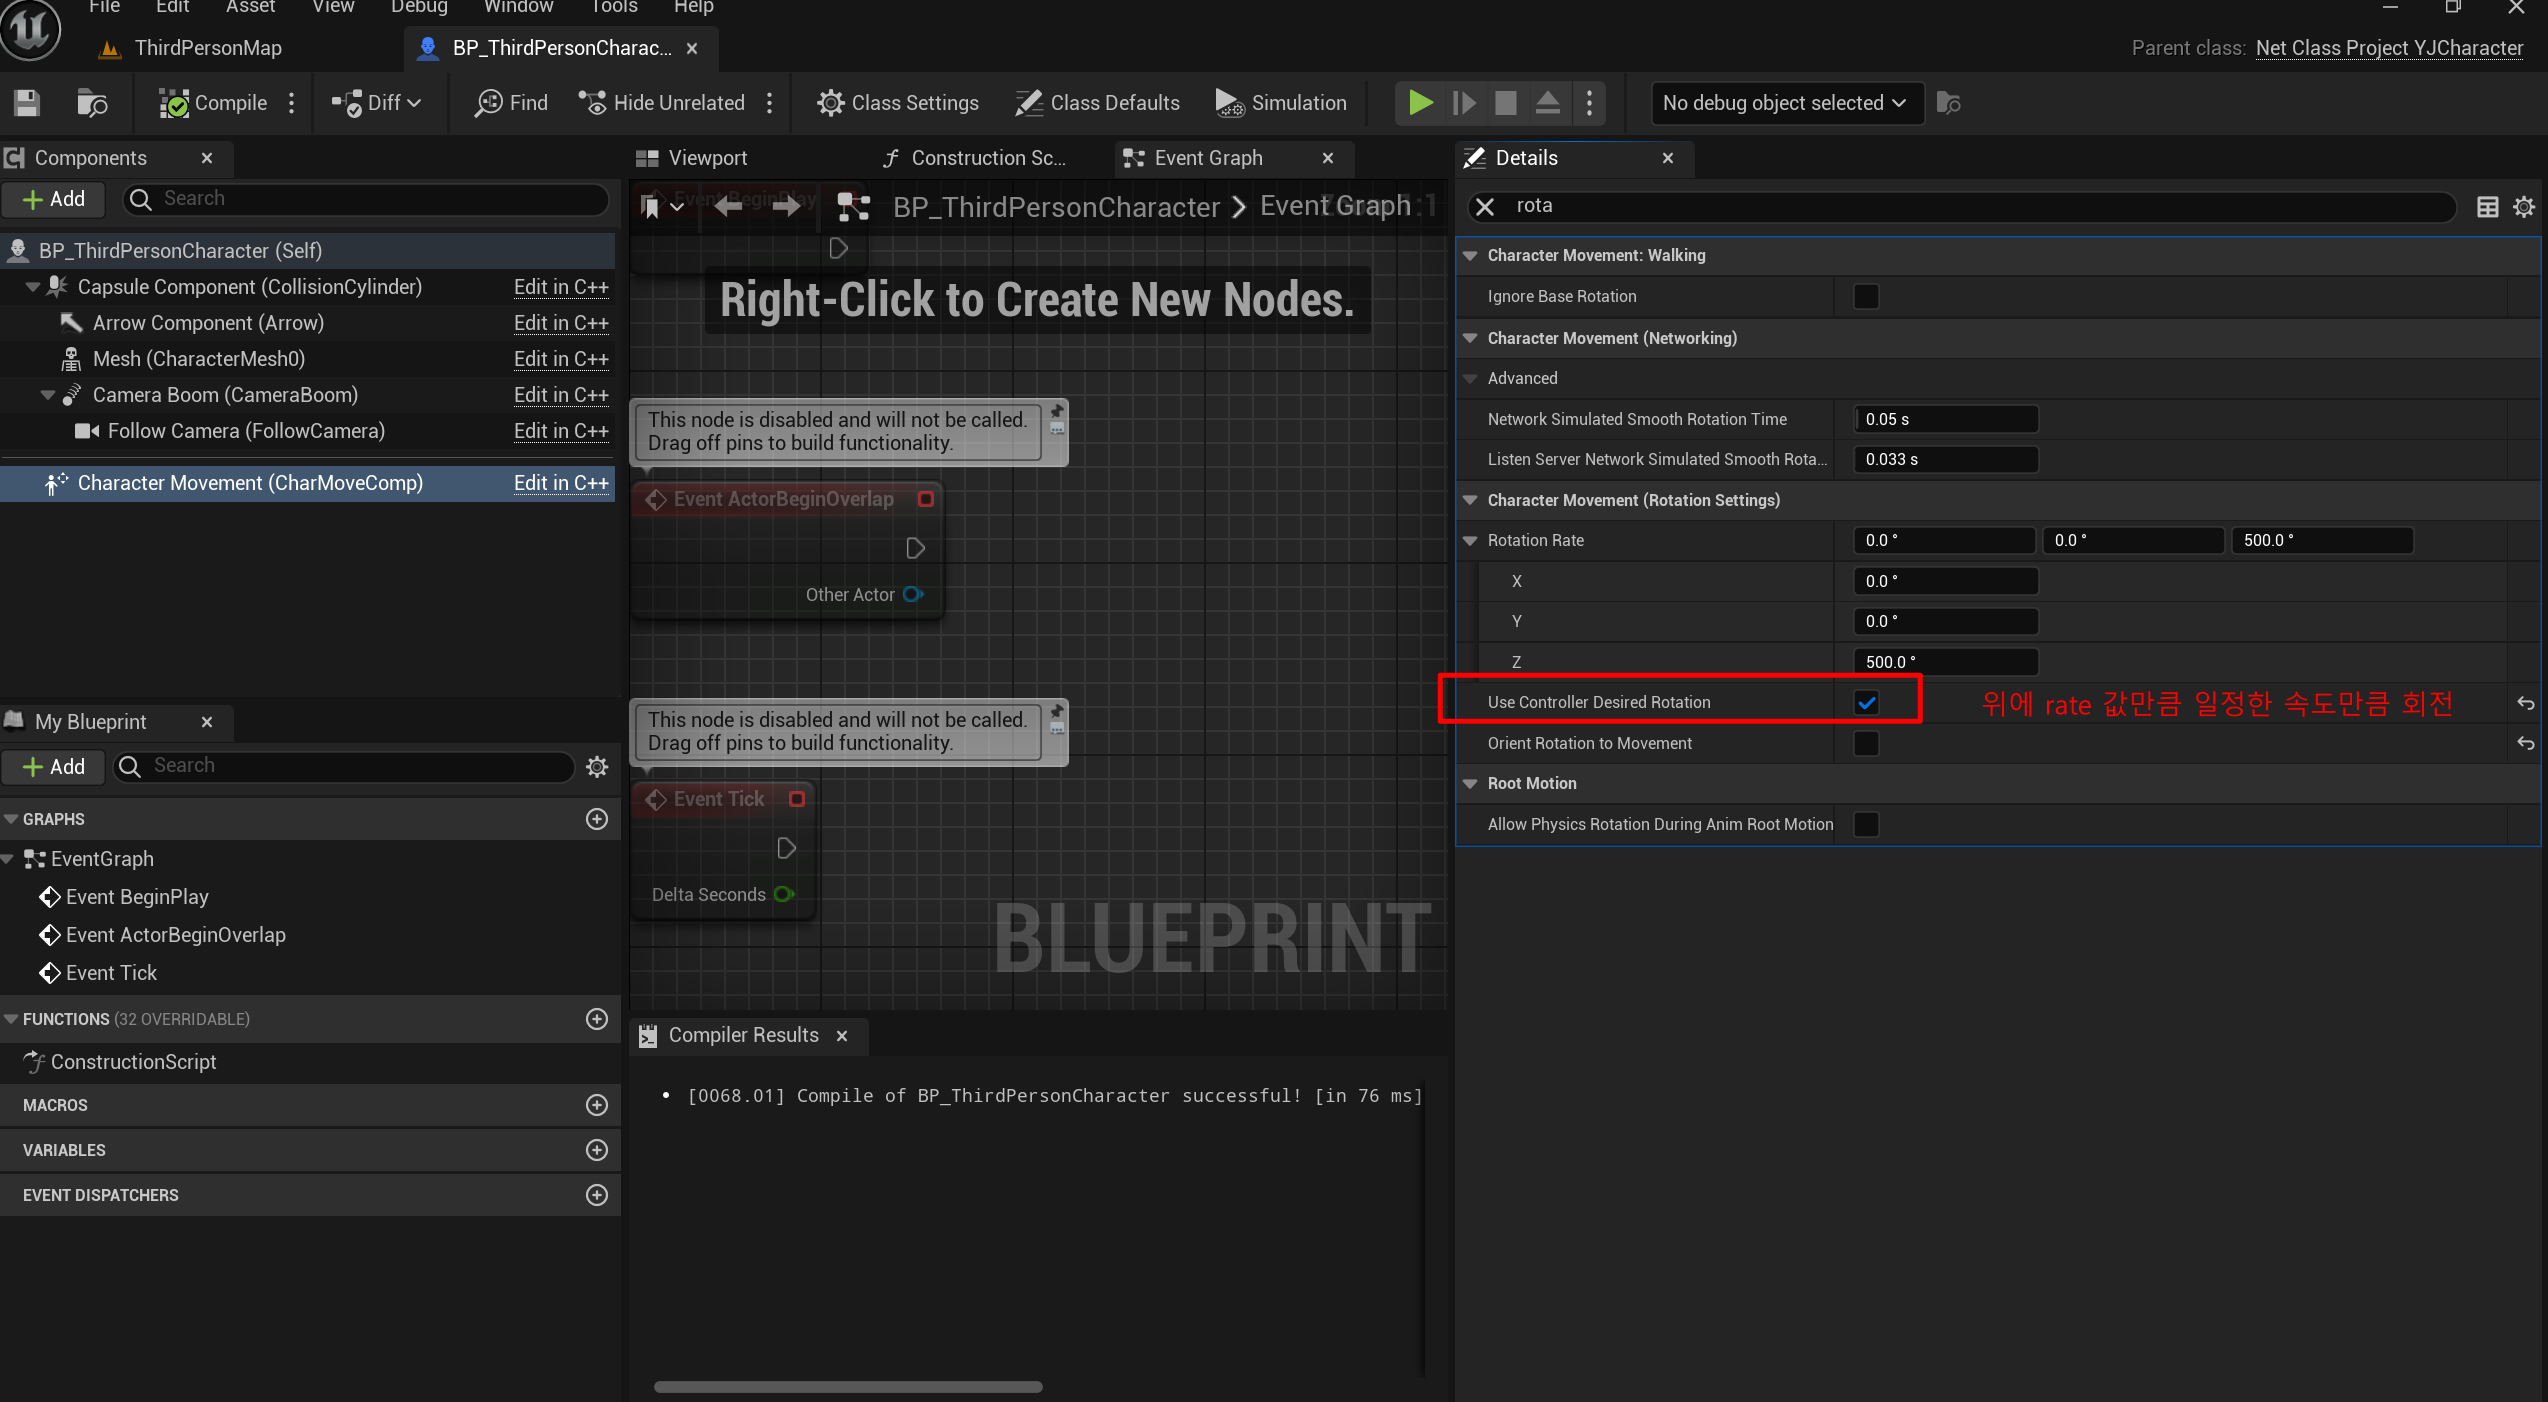 File Edit Asset View Debug Window Tools Help
ThirdPersonMap
BP_ThirdPersonCharac...
Parent class: Net Class Project YJCharacter
Compile
Diff
Find
Hide Unrelated
Class Settings
Class Defaults
Simulation
No debug object selected
Components
Add
Search
BP_ThirdPersonCharacter (Self)
Capsule Component (CollisionCylinder) Edit in C++
Arrow Component (Arrow) Edit in C++
Mesh (CharacterMesh0) Edit in C++
Camera Boom (CameraBoom) Edit in C++
Follow Camera (FollowCamera) Edit in C++
Character Movement (CharMoveComp) Edit in C++
My Blueprint
Add
Search
GRAPHS
EventGraph
Event BeginPlay
Event ActorBeginOverlap
Event Tick
FUNCTIONS (32 OVERRIDABLE)
ConstructionScript
MACROS
VARIABLES
EVENT DISPATCHERS
Viewport
Construction Sc...
Event Graph
Event BeginPlay
BP_ThirdPersonCharacter > Event Graph
Right-Click to Create New Nodes.
This node is disabled and will not be called.
Drag off pins to build functionality.
Event ActorBeginOverlap
Other Actor
This node is disabled and will not be called.
Drag off pins to build functionality.
Event Tick
Delta Seconds
BLUEPRINT
Compiler Results
• [0068.01] Compile of BP_ThirdPersonCharacter successful! [in 76 ms]
Details
rota
Character Movement: Walking
Ignore Base Rotation
Character Movement (Networking)
Advanced
Network Simulated Smooth Rotation Time 0.05 s
Listen Server Network Simulated Smooth Rota... 0.033 s
Character Movement (Rotation Settings)
Rotation Rate 0.0 ° 0.0 ° 500.0 °
X 0.0 °
Y 0.0 °
Z 500.0 °
Use Controller Desired Rotation 위에 rate 값만큼 일정한 속도만큼 회전
Orient Rotation to Movement
Root Motion
Allow Physics Rotation During Anim Root Motion